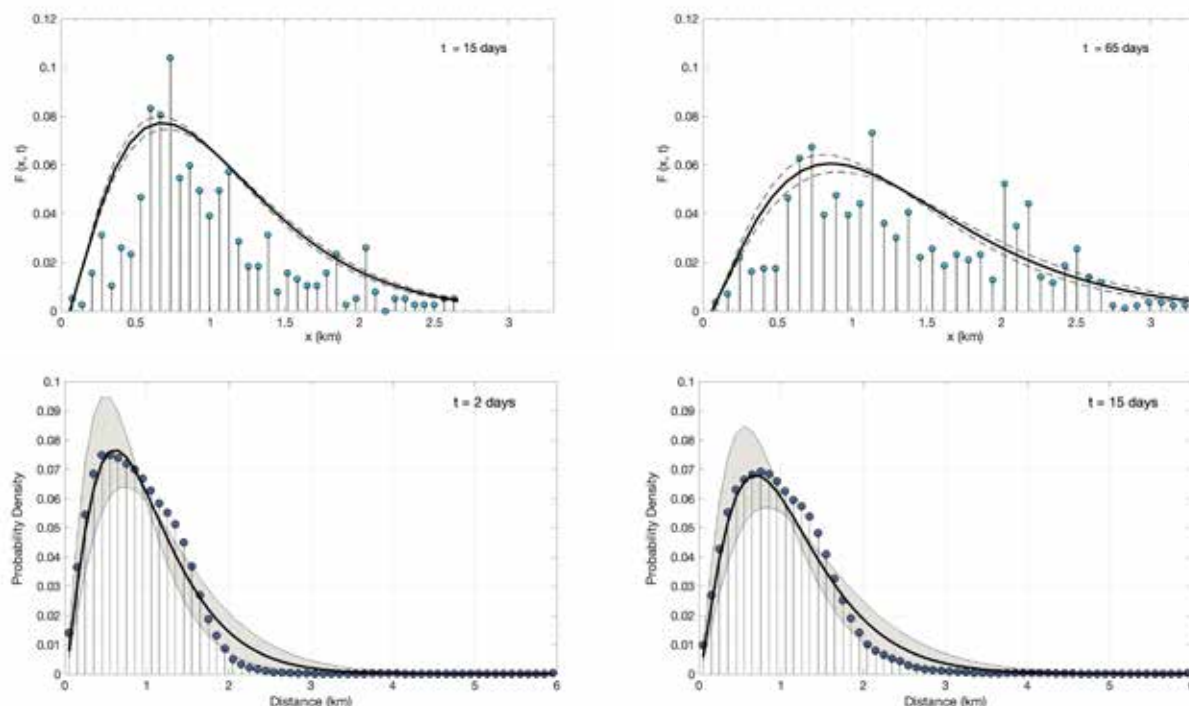 0.12
0.1
0.08
0.06
0.04
0.02
0
F (x, t)
t = 15 days
0 0.5 1 1.5 2 2.5 3
x (km)
0.12
0.1
0.08
0.06
0.04
0.02
0
F (x, t)
t = 65 days
0 0.5 1 1.5 2 2.5 3
x (km)
0.1
0.09
0.08
0.07
0.06
0.05
0.04
0.03
0.02
0.01
0
Probability Density
t = 2 days
0 1 2 3 4 5 6
Distance (km)
0.1
0.09
0.08
0.07
0.06
0.05
0.04
0.03
0.02
0.01
0
Probability Density
t = 15 days
0 1 2 3 4 5 6
Distance (km)